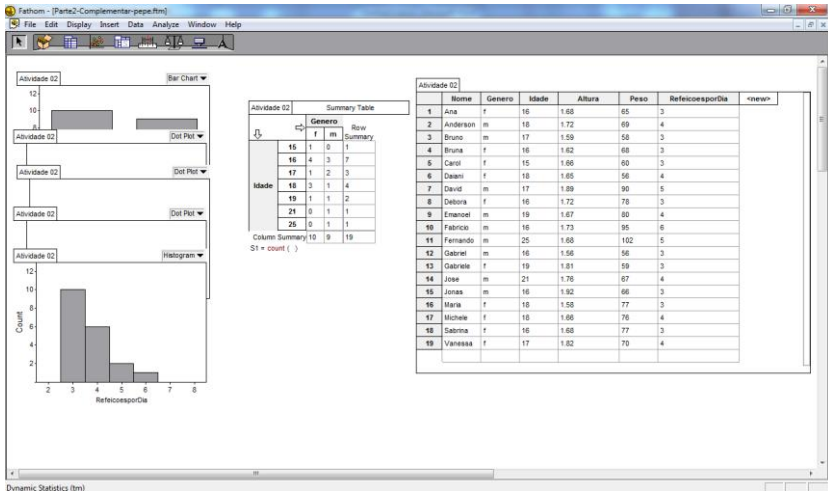 Fathom - [Parte2-Complementar-pepe.ftm]
File Edit Display Insert Data Analyze Window Help
Atividade 02 Bar Chart
12
10
8
Atividade 02 Dot Plot
Atividade 02 Dot Plot
Atividade 02 Dot Plot
Atividade 02 Histogram
12
10
8
6
4
2
Count
2 3 4 5 6 7 8
RefeicoesporDia
Atividade 02 Summary Table
Genero
f m Row Summary
Idade
15 1 0 1
16 4 3 7
17 1 2 3
18 3 1 4
19 1 1 2
21 0 1 1
25 0 1 1
Column Summary 10 9 19
S1 = count ( )
Atividade 02
Nome Genero Idade Altura Peso RefeicoesporDia <new>
1 Ana f 16 1.68 65 3
2 Anderson m 18 1.72 69 4
3 Bruno m 17 1.59 58 3
4 Bruna f 16 1.62 68 3
5 Carol f 15 1.66 60 3
6 Daiani f 18 1.65 56 4
7 David m 17 1.89 90 5
8 Debora f 16 1.72 78 3
9 Emanoel m 19 1.67 80 4
10 Fabricio m 16 1.73 95 6
11 Fernando m 25 1.68 102 5
12 Gabriel m 16 1.56 56 3
13 Gabriele f 19 1.81 59 3
14 Jose m 21 1.76 67 4
15 Jonas m 16 1.92 66 3
16 Maria f 18 1.58 77 3
17 Michele f 18 1.66 76 4
18 Sabrina f 16 1.68 77 3
19 Vanessa f 17 1.82 70 4
Dynamic Statistics (tm)